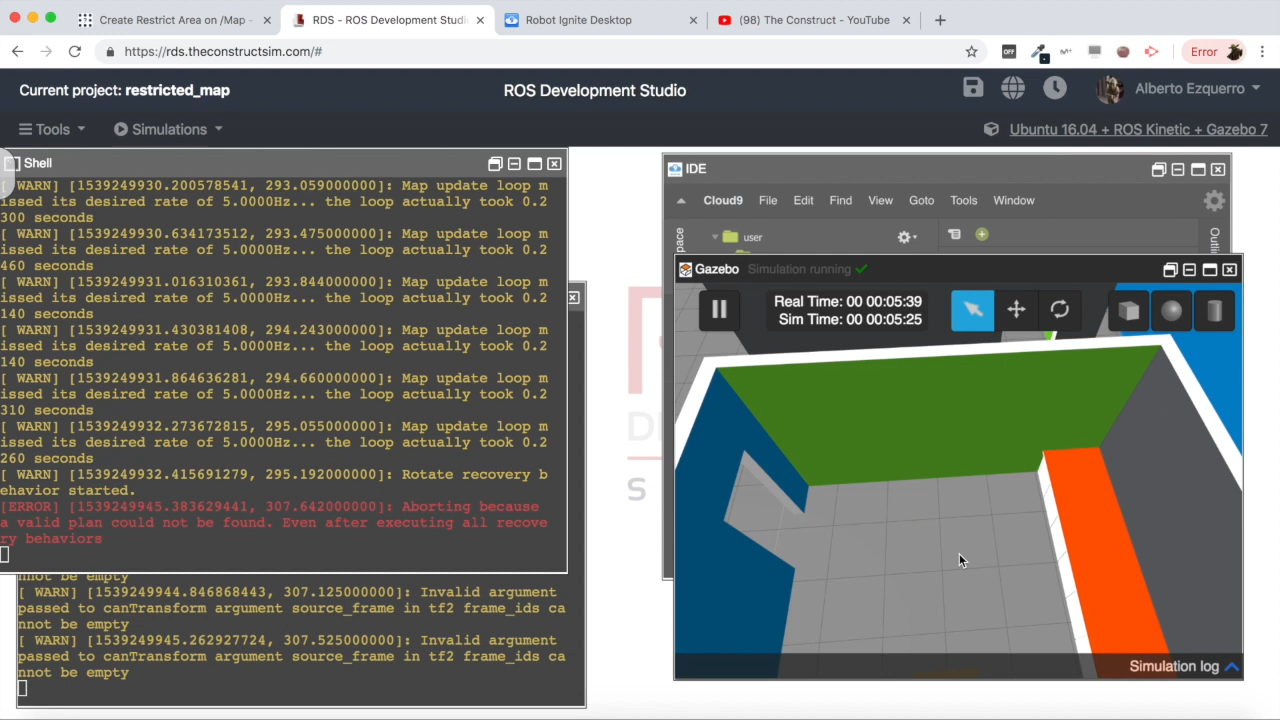 Create Restrict Area on /Map -
RDS - ROS Development Studi
Robot Ignite Desktop
(98) The Construct - YouTube
https://rds.theconstructsim.com/#
OFF
Error
Current project: restricted_map
ROS Development Studio
Alberto Ezquerro
Tools
Simulations
Ubuntu 16.04 + ROS Kinetic + Gazebo 7
Shell
[ WARN] [1539249930.200578541, 293.059000000]: Map update loop m
issed its desired rate of 5.0000Hz... the loop actually took 0.2
300 seconds
[ WARN] [1539249930.634173512, 293.475000000]: Map update loop m
issed its desired rate of 5.0000Hz... the loop actually took 0.2
460 seconds
[ WARN] [1539249931.016310361, 293.844000000]: Map update loop m
issed its desired rate of 5.0000Hz... the loop actually took 0.2
140 seconds
[ WARN] [1539249931.430381408, 294.243000000]: Map update loop m
issed its desired rate of 5.0000Hz... the loop actually took 0.2
140 seconds
[ WARN] [1539249931.864636281, 294.660000000]: Map update loop m
issed its desired rate of 5.0000Hz... the loop actually took 0.2
310 seconds
[ WARN] [1539249932.273672815, 295.055000000]: Map update loop m
issed its desired rate of 5.0000Hz... the loop actually took 0.2
260 seconds
[ WARN] [1539249932.415691279, 295.192000000]: Rotate recovery b
ehavior started.
[ERROR] [1539249945.383629441, 307.642000000]: Aborting because
a valid plan could not be found. Even after executing all recove
ry behaviors
nnot be empty
[ WARN] [1539249944.846868443, 307.125000000]: Invalid argument
passed to canTransform argument source_frame in tf2 frame_ids ca
nnot be empty
[ WARN] [1539249945.262927724, 307.525000000]: Invalid argument
passed to canTransform argument source_frame in tf2 frame_ids ca
nnot be empty
IDE
Cloud9 File Edit Find View Goto Tools Window
pace
user
Outli
Gazebo Simulation running
Real Time: 00 00:05:39
Sim Time: 00 00:05:25
Simulation log